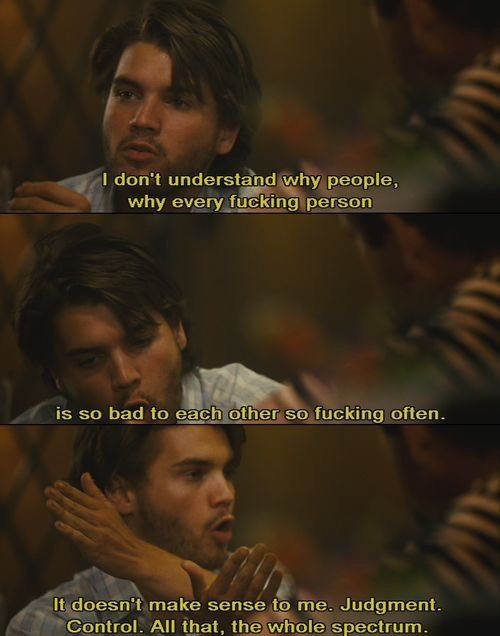 I don't understand why people,
why every fucking person
is so bad to each other so fucking often.
It doesn't make sense to me. Judgment.
Control. All that, the whole spectrum.